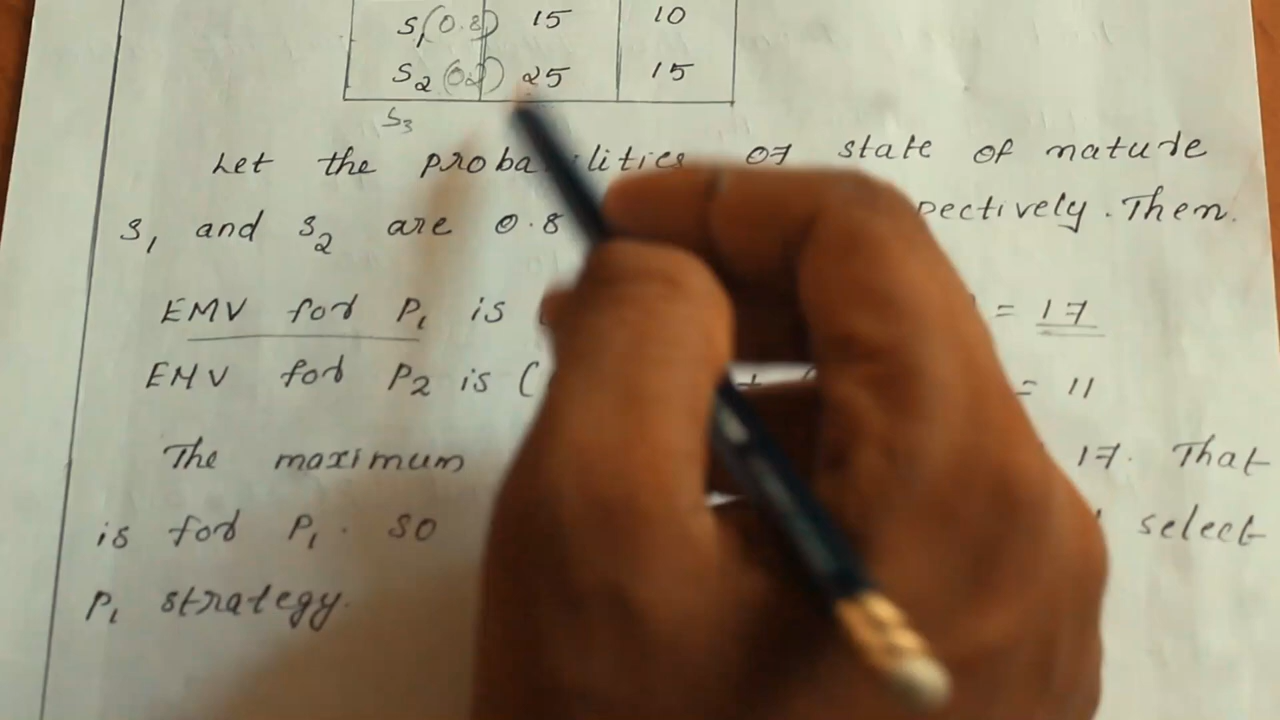 S1(0.8) 15 10
S2(0.2) 25 15
S3
Let the probabilities of state of nature
S1 and S2 are 0.8 pectively. Then.
EMV for P1 is = 17
EMV for P2 is ( + = 11
The maximum 17. That
is for P1. So select
P1 strategy.